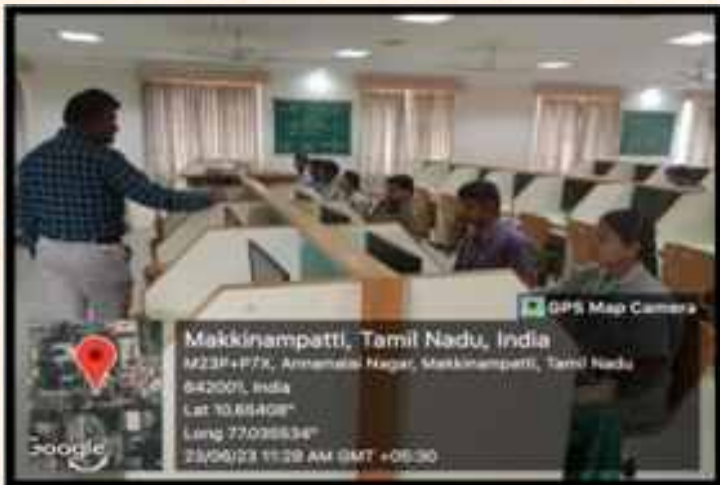 GPS Map Camera
Makkinampatti, Tamil Nadu, India
M23P+P7X, Annamalai Nagar, Makkinampatti, Tamil Nadu
642001, India
Lat 10.65408°
Long 77.035534°
23/06/23 11:29 AM GMT +05:30
Google